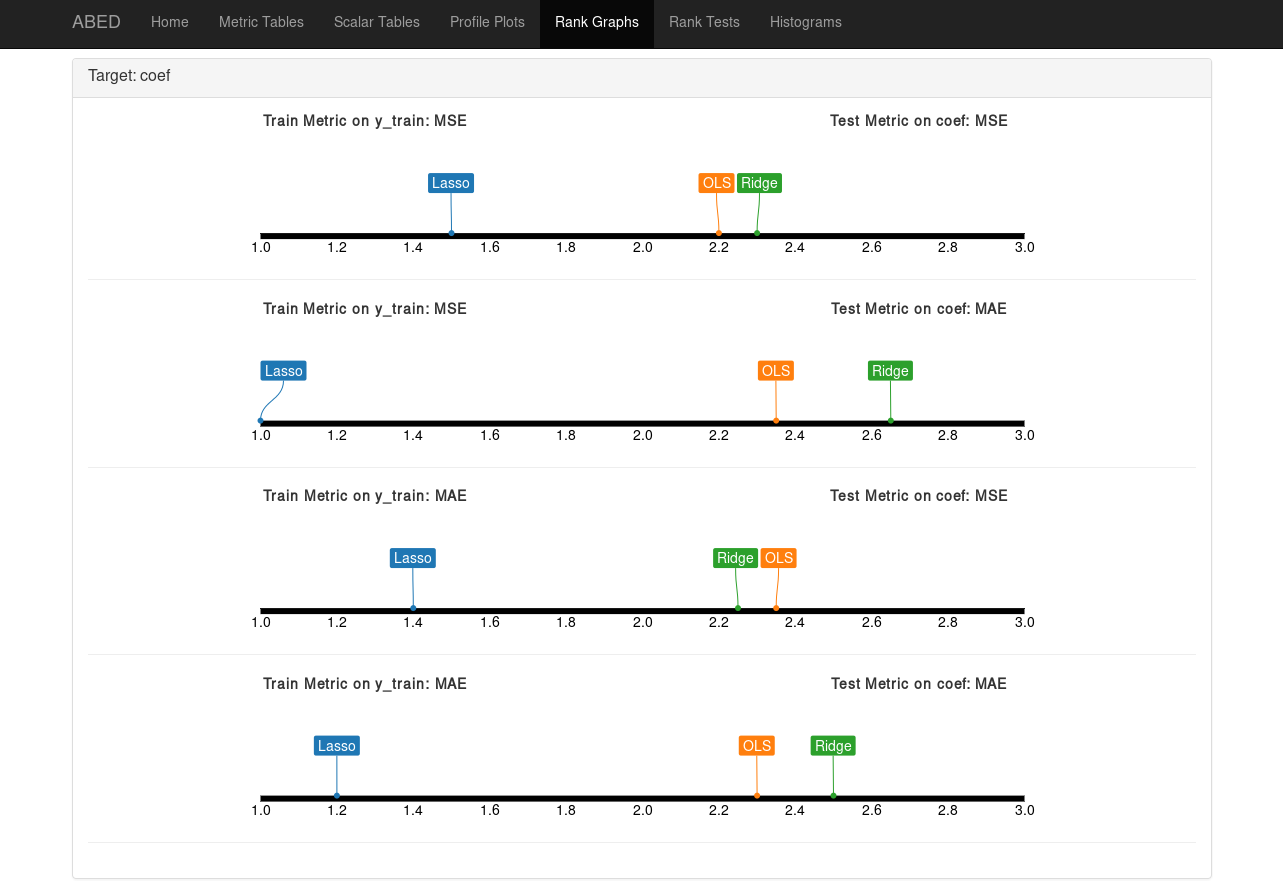 ABED Home Metric Tables Scalar Tables Profile Plots Rank Graphs Rank Tests Histograms
Target: coef
Train Metric on y_train: MSE Test Metric on coef: MSE
Lasso OLS Ridge
1.0 1.2 1.4 1.6 1.8 2.0 2.2 2.4 2.6 2.8 3.0
Train Metric on y_train: MSE Test Metric on coef: MAE
Lasso OLS Ridge
1.0 1.2 1.4 1.6 1.8 2.0 2.2 2.4 2.6 2.8 3.0
Train Metric on y_train: MAE Test Metric on coef: MSE
Lasso Ridge OLS
1.0 1.2 1.4 1.6 1.8 2.0 2.2 2.4 2.6 2.8 3.0
Train Metric on y_train: MAE Test Metric on coef: MAE
Lasso OLS Ridge
1.0 1.2 1.4 1.6 1.8 2.0 2.2 2.4 2.6 2.8 3.0